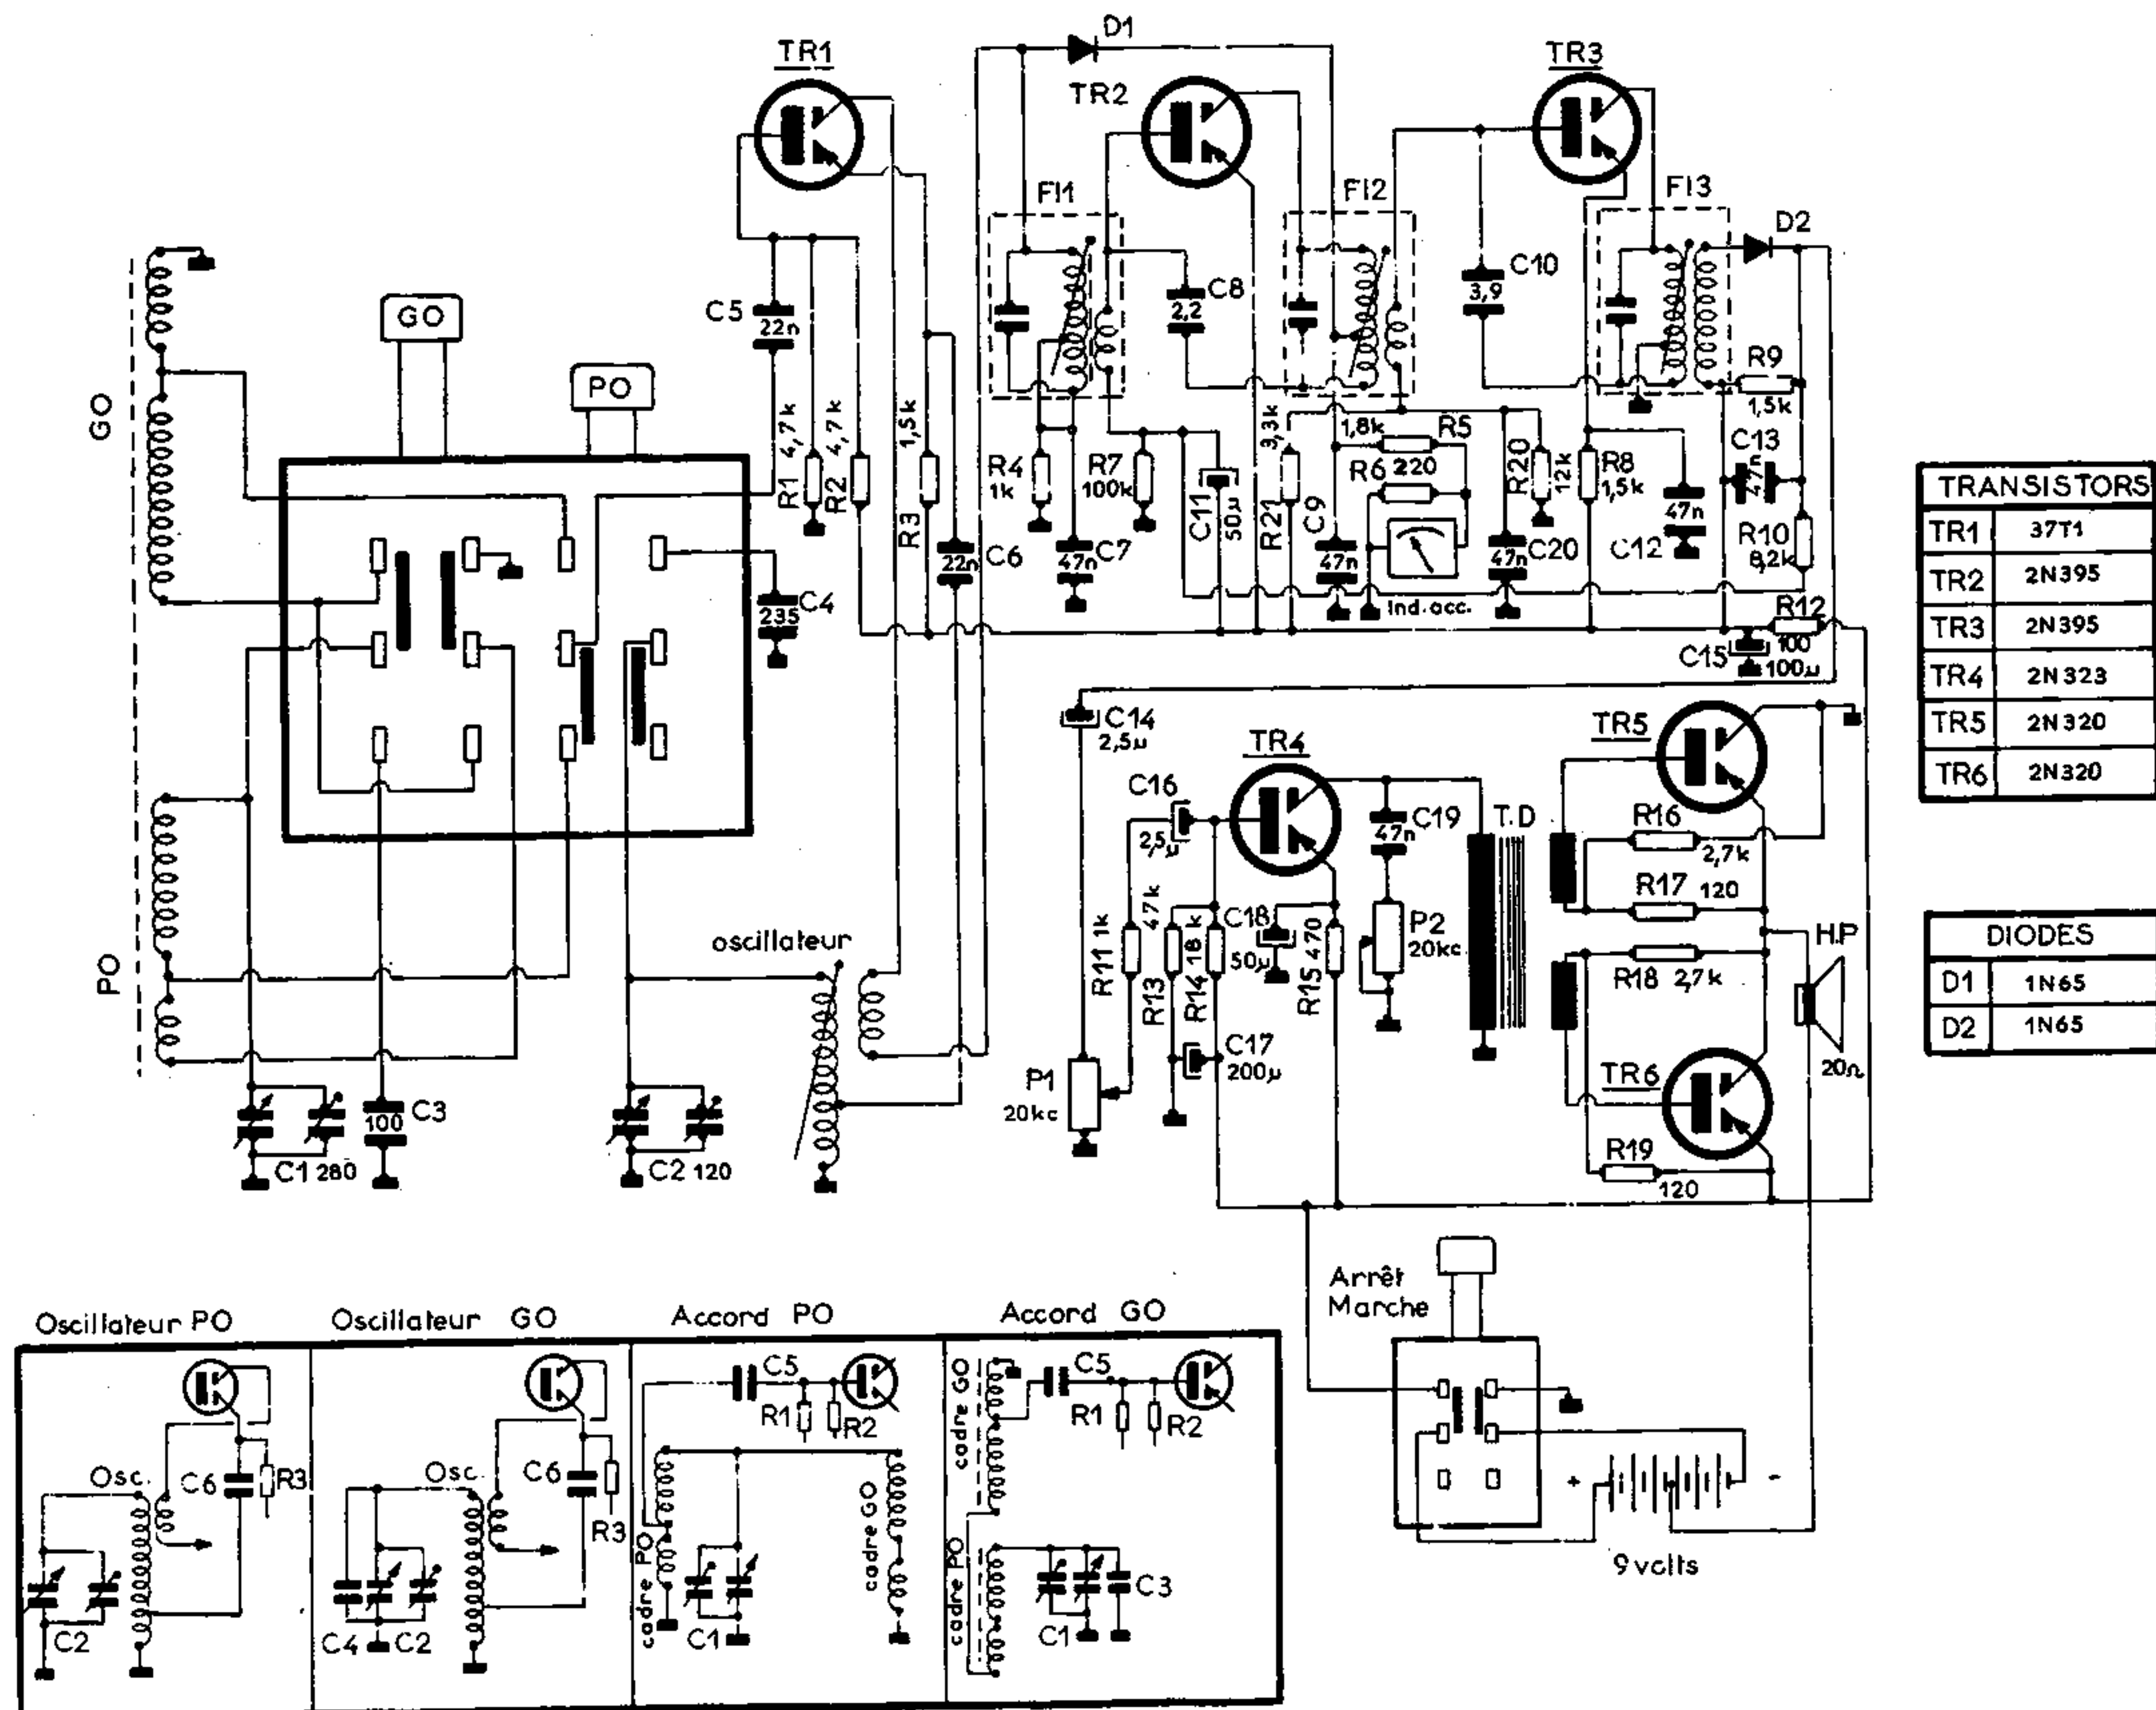 TR1
D1
TR2
TR3
FI1
FI2
FI3
D2
GO
PO
C5
22n
C8
2,2
C10
3,9
R9
1,5k
GO
R1 4,7k
R2 4,7k
R3 1,5k
R4
1k
R7
100k
C11
50µ
R21 3,3k
C9
47n
1,8k
R5
R6 220
R20
12k
R8
1,5k
C13
47n
C7
47n
C6
22n
C20
47n
47n
C12
R10
8,2k
Ind.acc.
C4
235
R12
100
C15
100µ
TRANSISTORS
TR1 37T1
TR2 2N395
TR3 2N395
TR4 2N323
TR5 2N320
TR6 2N320
C14
2,5µ
TR4
TR5
C16
2,5µ
C19
47n
T.D
R16
2,7k
R17 120
PO
oscillateur
R11 1k
R13 47k
R14 18k
C18
50µ
R15 470
P2
20kc
R18 2,7k
H.P
20Ω
DIODES
D1 1N65
D2 1N65
C17
200µ
P1
20kc
TR6
R19
120
C3
100
C1 280
C2 120
Arrêt
Marche
+
-
9 volts
Oscillateur PO
Oscillateur GO
Accord PO
Accord GO
Osc.
C6
R3
C2
Osc
C6
R3
C4
C2
C5
R1
R2
cadre PO
cadre GO
C1
C5
R1
R2
cadre GO
cadre PO
C3
C1